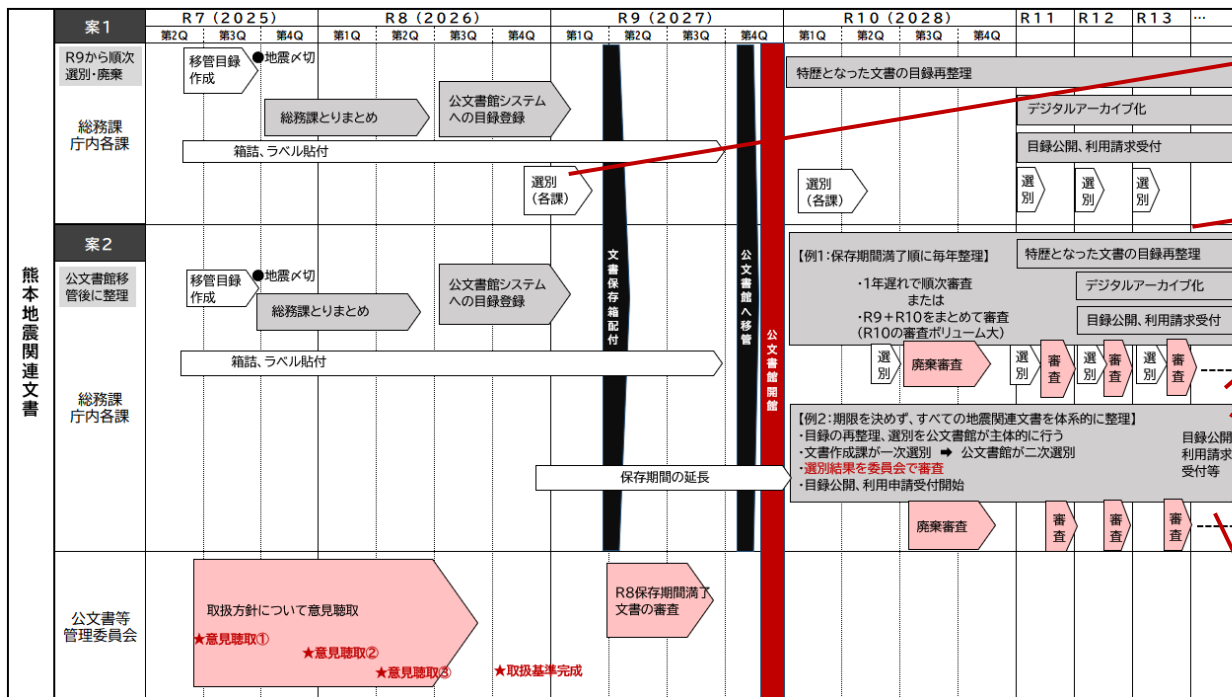 案1
R7(2025)
R8(2026)
R9(2027)
R10(2028)
R11
R12
R13
…
第2Q
第3Q
第4Q
第1Q
第2Q
第3Q
第4Q
第1Q
第2Q
第3Q
第4Q
第1Q
第2Q
第3Q
第4Q
熊本地震関連文書
R9から順次
選別・廃棄
総務課
庁内各課
移管目録
作成
●地震〆切
総務課とりまとめ
公文書館システム
への目録登録
箱詰、ラベル貼付
選別
(各課)
文書保存箱配付
公文書館へ移管
公文書館開館
特歴となった文書の目録再整理
デジタルアーカイブ化
目録公開、利用請求受付
選別
(各課)
選
別
選
別
選
別
案2
公文書館移
管後に整理
総務課
庁内各課
移管目録
作成
●地震〆切
総務課とりまとめ
公文書館システム
への目録登録
箱詰、ラベル貼付
保存期間の延長
【例1:保存期間満了順に毎年整理】
・1年遅れで順次審査
または
・R9+R10をまとめて審査
(R10の審査ボリューム大)
特歴となった文書の目録再整理
デジタルアーカイブ化
目録公開、利用請求受付
選
別
廃棄審査
選
別
審
査
選
別
審
査
選
別
審
査
【例2:期限を決めず、すべての地震関連文書を体系的に整理】
・目録の再整理、選別を公文書館が主体的に行う
・文書作成課が一次選別 ➡ 公文書館が二次選別
・選別結果を委員会で審査
・目録公開、利用申請受付開始
目録公開
利用請求
受付等
廃棄審査
審
査
審
査
審
査
公文書等
管理委員会
取扱方針について意見聴取
★意見聴取①
★意見聴取②
★意見聴取③
★取扱基準完成
R8保存期間満了
文書の審査